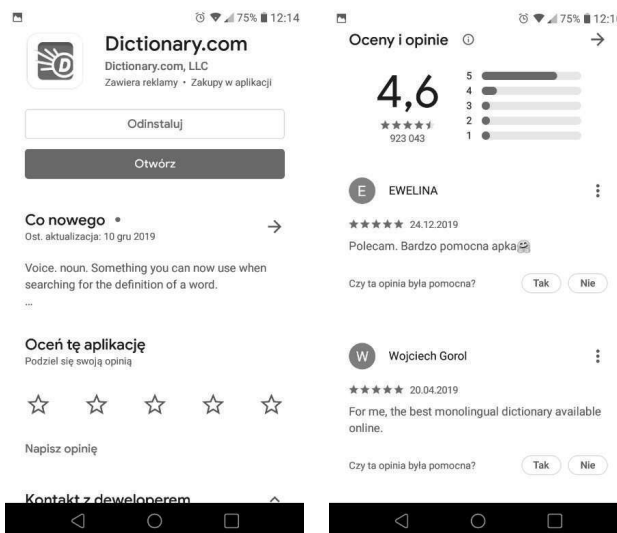 75% 12:14
Dictionary.com
Dictionary.com, LLC
Zawiera reklamy • Zakupy w aplikacji
Odinstaluj
Otwórz
Co nowego •
Ost. aktualizacja: 10 gru 2019
Voice. noun. Something you can now use when
searching for the definition of a word.
...
Oceń tę aplikację
Podziel się swoją opinią
Napisz opinię
Kontakt z deweloperem
75% 12:1
Oceny i opinie
4,6
923 043
5
4
3
2
1
E EWELINA
24.12.2019
Polecam. Bardzo pomocna apka🤗
Czy ta opinia była pomocna? Tak Nie
W Wojciech Gorol
20.04.2019
For me, the best monolingual dictionary available
online.
Czy ta opinia była pomocna? Tak Nie